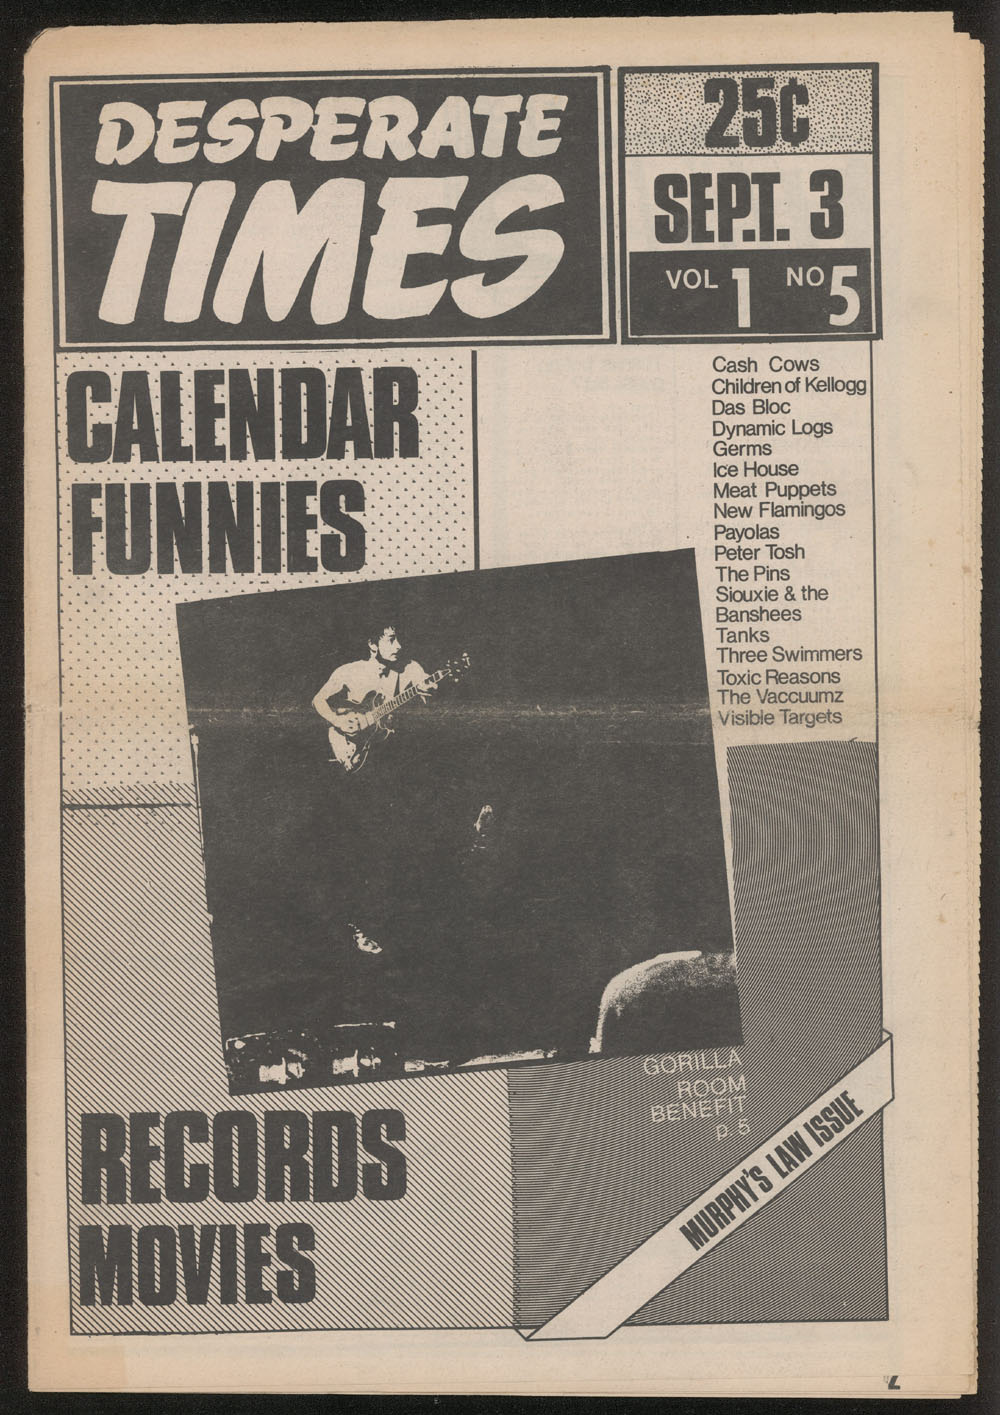 DESPERATE
TIMES
25¢
SEPT. 3
VOL 1 NO 5
CALENDAR
FUNNIES
Cash Cows
Children of Kellogg
Das Bloc
Dynamic Logs
Germs
Ice House
Meat Puppets
New Flamingos
Payolas
Peter Tosh
The Pins
Siouxie & the
Banshees
Tanks
Three Swimmers
Toxic Reasons
The Vaccuumz
Visible Targets
GORILLA
ROOM
BENEFIT
p. 5
MURPHY'S LAW ISSUE
RECORDS
MOVIES